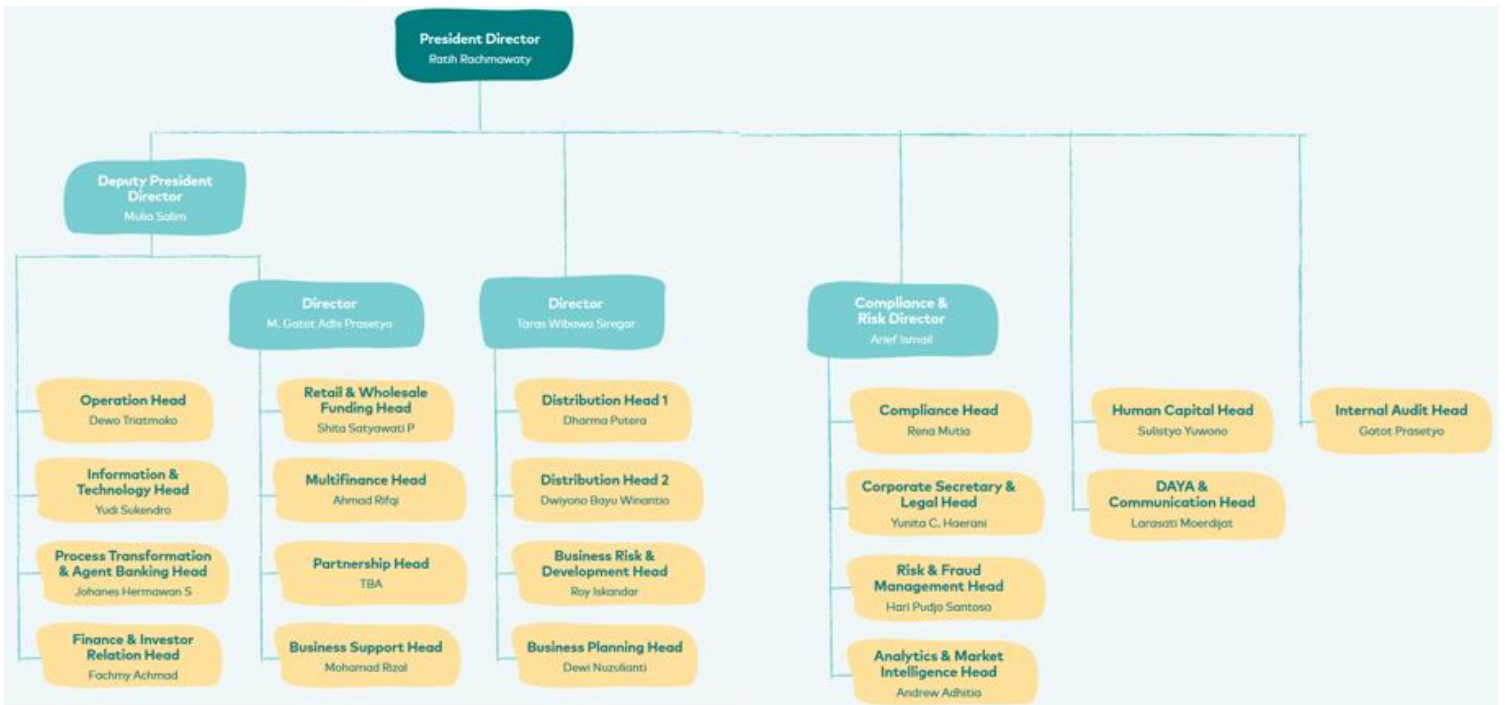 President Director
Ratih Rachmawaty
Deputy President
Director
Mulia Salim
Director
M. Gatot Adhi Prasetyo
Director
Taras Wibawa Siregar
Compliance &
Risk Director
Arief Ismail
Operation Head
Dewo Triatmoko
Information &
Technology Head
Yudi Sukendro
Process Transformation
& Agent Banking Head
Johanes Hermawan S
Finance & Investor
Relation Head
Fachmy Achmad
Retail & Wholesale
Funding Head
Shita Satyawati P
Multifinance Head
Ahmad Rifqi
Partnership Head
TBA
Business Support Head
Mohamad Rizal
Distribution Head 1
Dharma Putera
Distribution Head 2
Dwiyono Bayu Winantio
Business Risk &
Development Head
Roy Iskandar
Business Planning Head
Dewi Nuzulianti
Compliance Head
Rena Mutia
Corporate Secretary &
Legal Head
Yunita C. Haerani
Risk & Fraud
Management Head
Hari Pudjo Santoso
Analytics & Market
Intelligence Head
Andrew Adhitia
Human Capital Head
Sulistyo Yuwono
DAYA &
Communication Head
Larasati Moerdijat
Internal Audit Head
Gatot Prasetyo